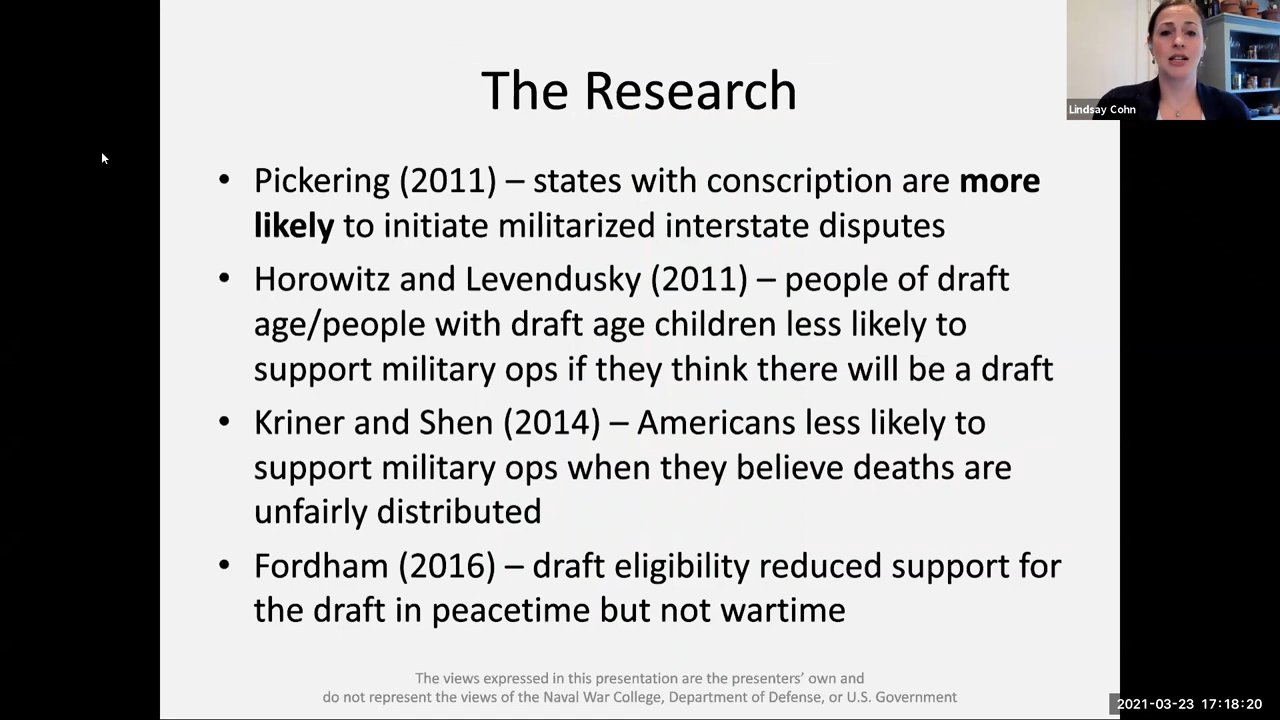 The Research
Lindsay Cohn
• Pickering (2011) – states with conscription are more
likely to initiate militarized interstate disputes
• Horowitz and Levendusky (2011) – people of draft
age/people with draft age children less likely to
support military ops if they think there will be a draft
• Kriner and Shen (2014) – Americans less likely to
support military ops when they believe deaths are
unfairly distributed
• Fordham (2016) – draft eligibility reduced support for
the draft in peacetime but not wartime
The views expressed in this presentation are the presenters’ own and
do not represent the views of the Naval War College, Department of Defense, or U.S. Government
2021-03-23 17:18:20